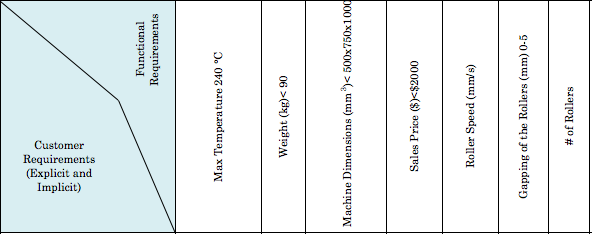 Functional
Requirements
Customer
Requirements
(Explicit and
Implicit)
Max Temperature 240 °C
Weight (kg)< 90
Machine Dimensions (mm³)< 500x750x1000
Sales Price ($)<$2000
Roller Speed (mm/s)
Gapping of the Rollers (mm) 0-5
# of Rollers